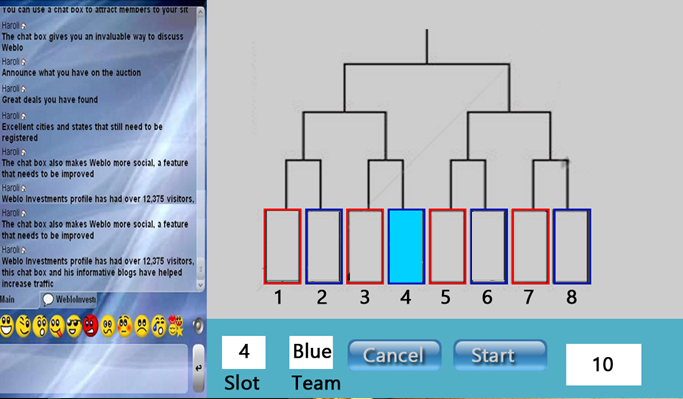 You can use a chat box to attract members to your sit
Haroli
The chat box gives you an invaluable way to discuss
Weblo
Haroli
Announce what you have on the auction
Haroli
Great deals you have found
Haroli
Excellent cities and states that still need to be
registered
Haroli
The chat box also makes Weblo more social, a feature
that needs to be improved
Haroli
Weblo Investments profile has had over 12,375 visitors,
Haroli
The chat box also makes Weblo more social, a feature
that needs to be improved
Haroli
Weblo Investments profile has had over 12,375 visitors,
this chat box and his informative blogs have helped
increase traffic
Main WebloInvestm
1 2 3 4 5 6 7 8
4 Blue Cancel Start 10
Slot Team